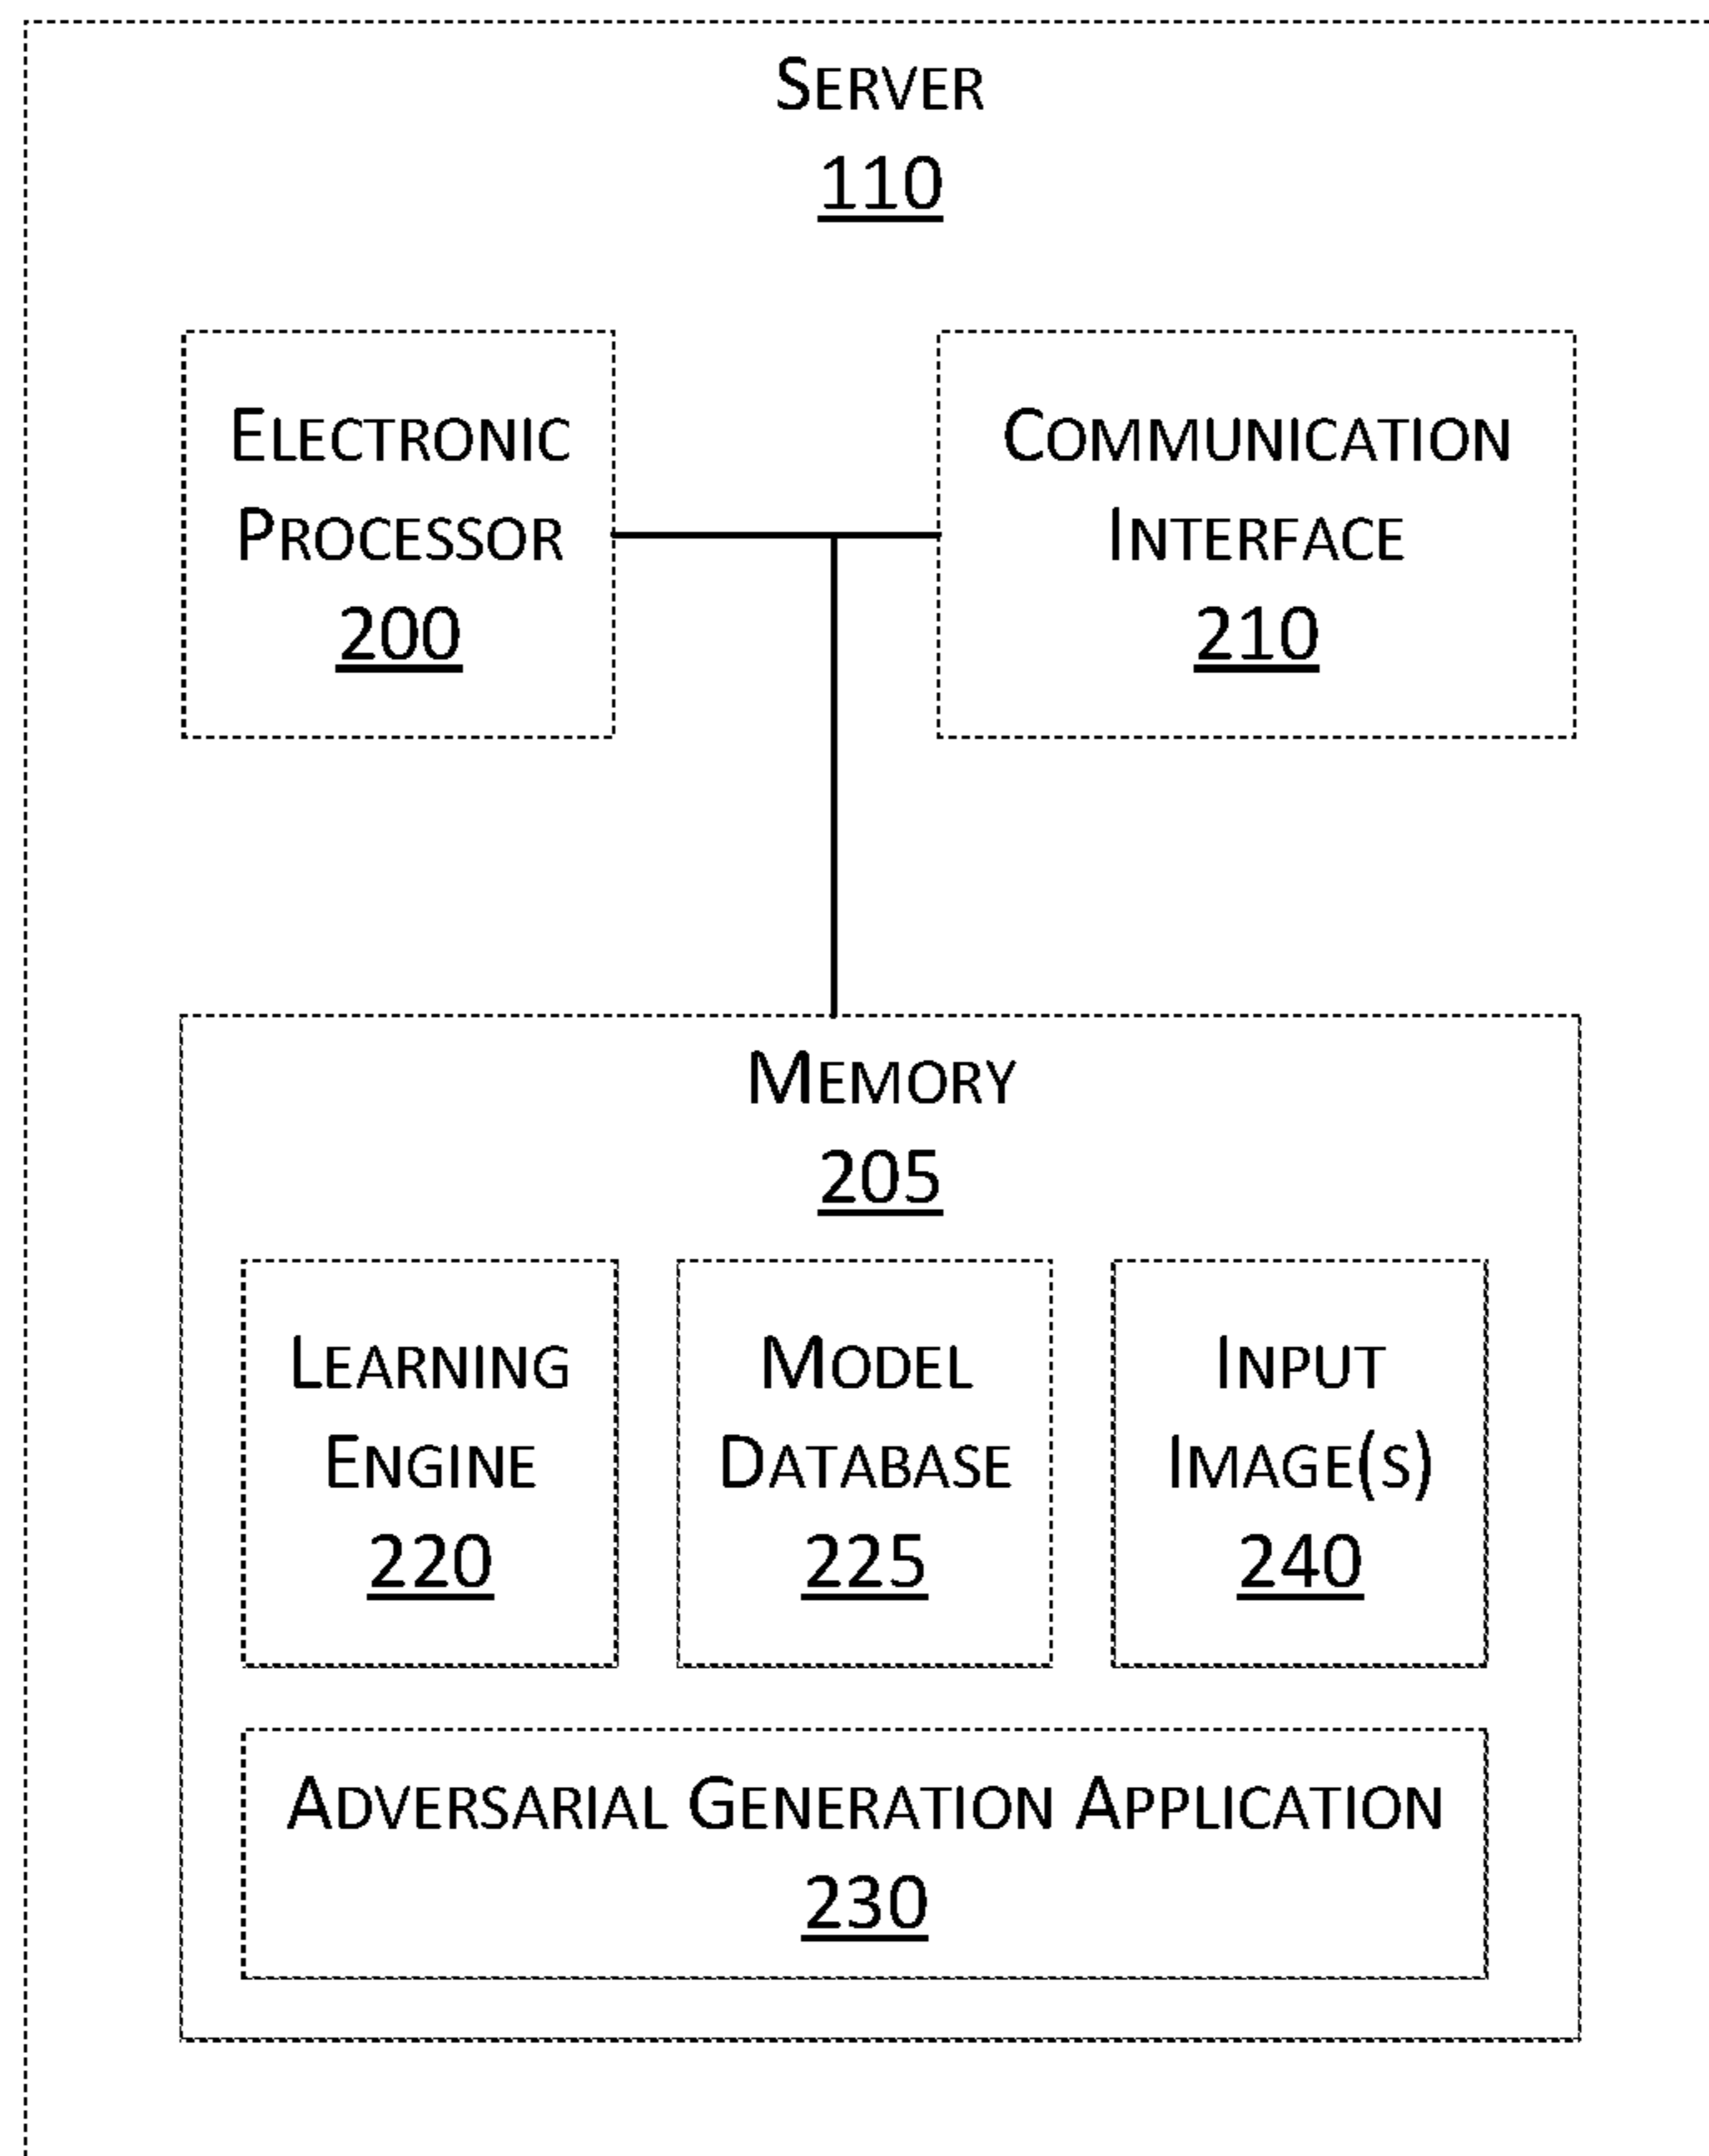 SERVER
110
ELECTRONIC
PROCESSOR
200
COMMUNICATION
INTERFACE
210
MEMORY
205
LEARNING
ENGINE
220
MODEL
DATABASE
225
INPUT
IMAGE(S)
240
ADVERSARIAL GENERATION APPLICATION
230